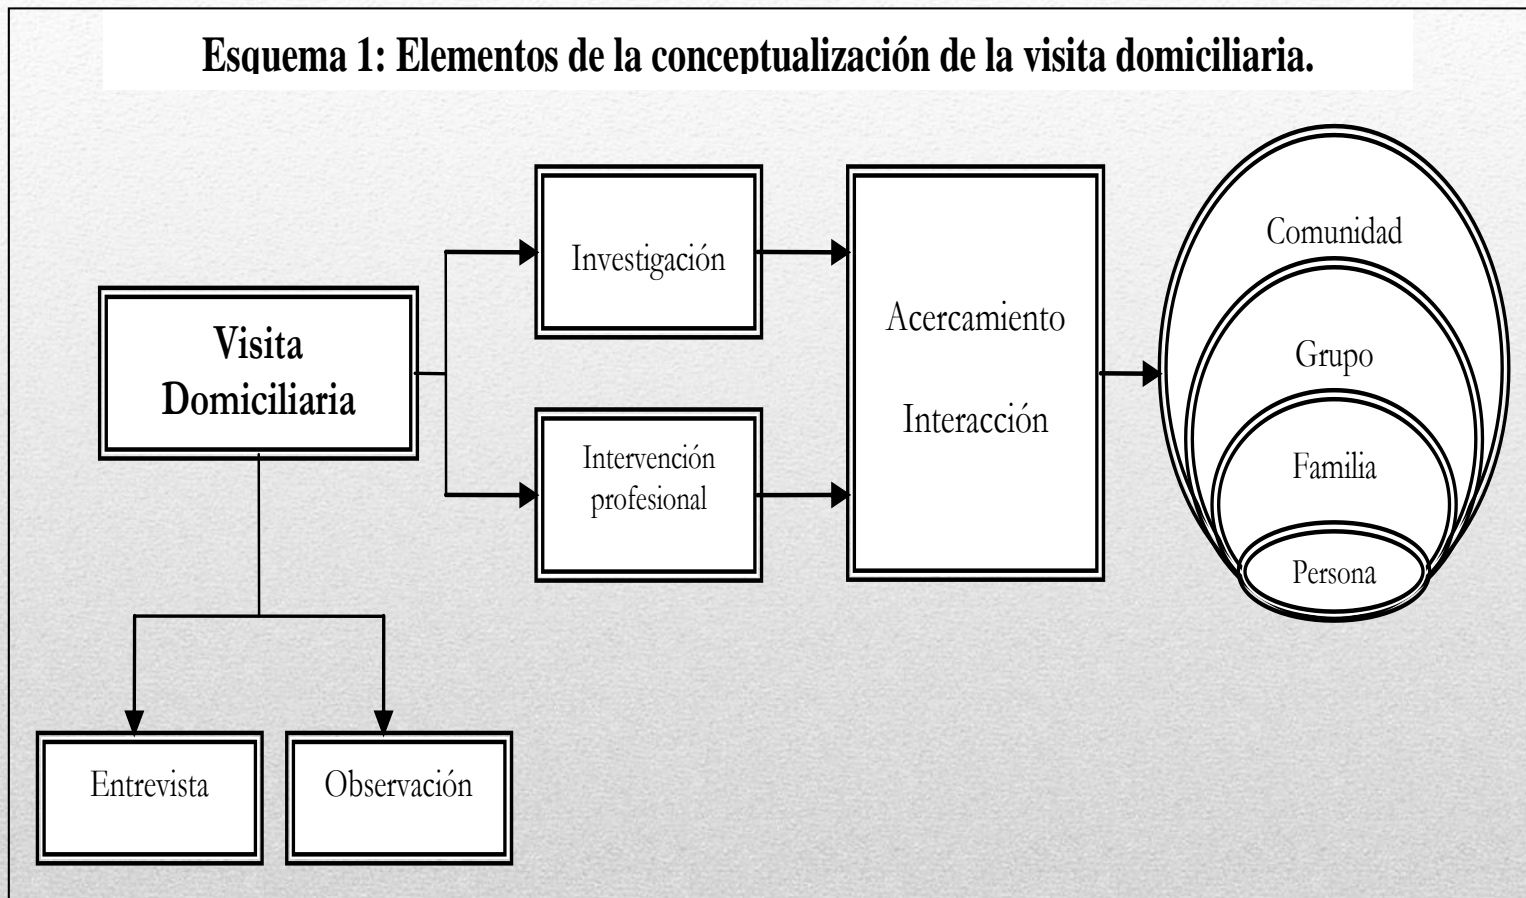 Esquema 1: Elementos de la conceptualización de la visita domiciliaria.
Visita
Domiciliaria
Investigación
Intervención
profesional
Acercamiento
Interacción
Comunidad
Grupo
Familia
Persona
Entrevista
Observación